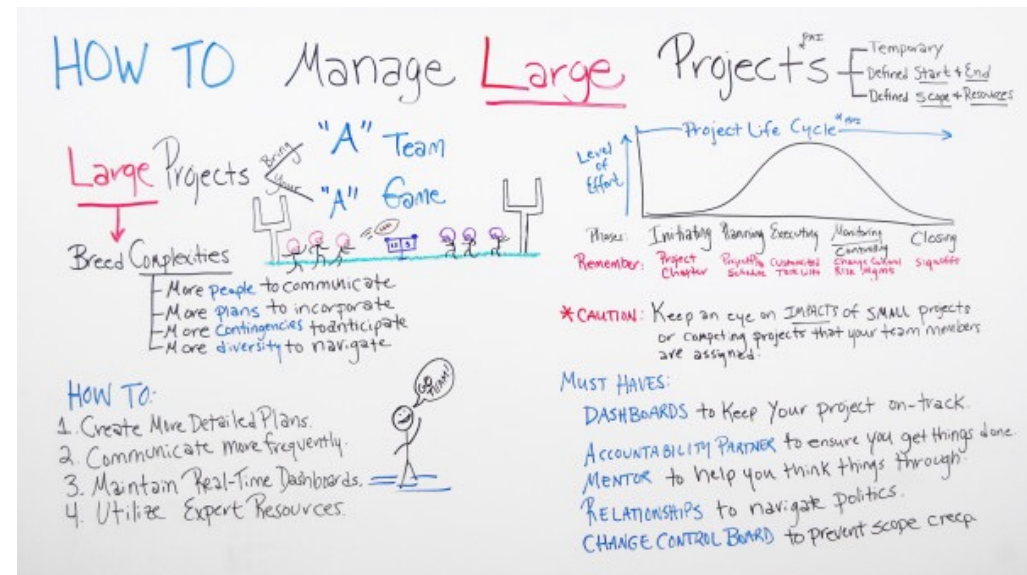 HOW TO Manage Large Projects
*PMI
Temporary
Defined Start & End
Defined Scope & Resources
Large Projects
Bring Your
"A" Team
"A" Game
Breed Complexities
More people to communicate
More plans to incorporate
More contingencies to anticipate
More diversity to navigate
HOW TO:
1. Create More Detailed Plans.
2. Communicate more frequently.
3. Maintain Real-Time Dashboards.
4. Utilize Expert Resources.
GO TEAM!
Project Life Cycle
Level of Effort
Phases: Initiating Planning Executing Monitoring Controlling Closing
Remember: Project Schedule Customized Task Lists Change Control Risk Mgmt Signoffs
*CAUTION: Keep an eye on IMPACTS of SMALL projects
or competing projects that your team members
are assigned.
MUST HAVES:
DASHBOARDS to keep your project on-track.
ACCOUNTABILITY PARTNER to ensure you get things done.
MENTOR to help you think things through.
RELATIONSHIPS to navigate politics.
CHANGE CONTROL BOARD to prevent scope creep.